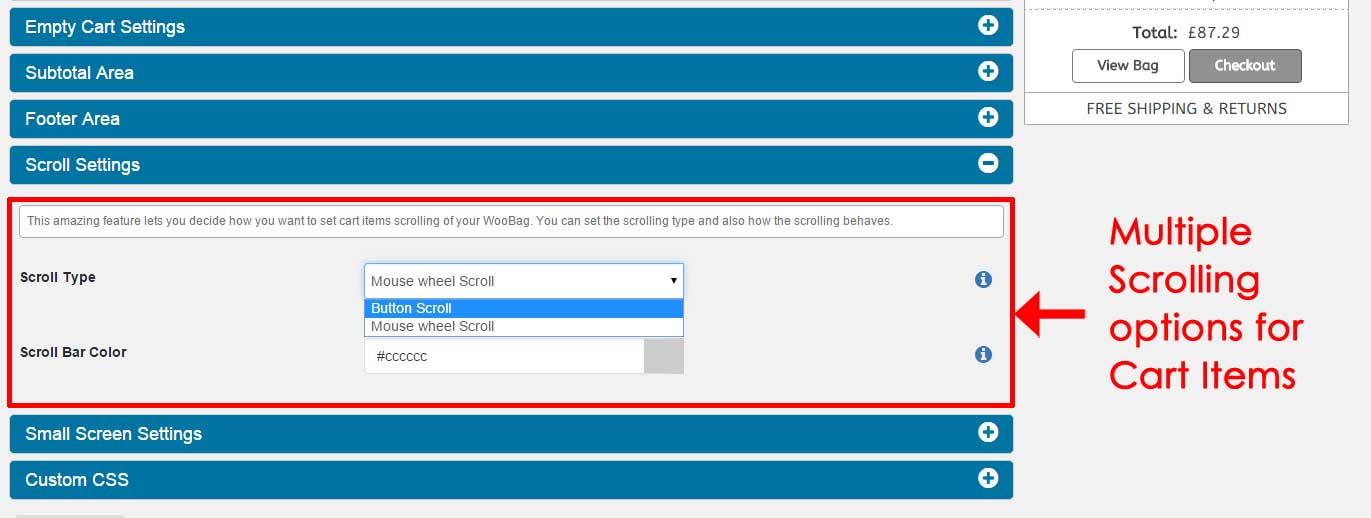 Empty Cart Settings
Subtotal Area
Footer Area
Scroll Settings
This amazing feature lets you decide how you want to set cart items scrolling of your WooBag. You can set the scrolling type and also how the scrolling behaves.
Scroll Type
Mouse wheel Scroll
Button Scroll
Mouse wheel Scroll
Scroll Bar Color
#cccccc
Small Screen Settings
Custom CSS
Total: £87.29
View Bag
Checkout
FREE SHIPPING & RETURNS
Multiple
Scrolling
options for
Cart Items